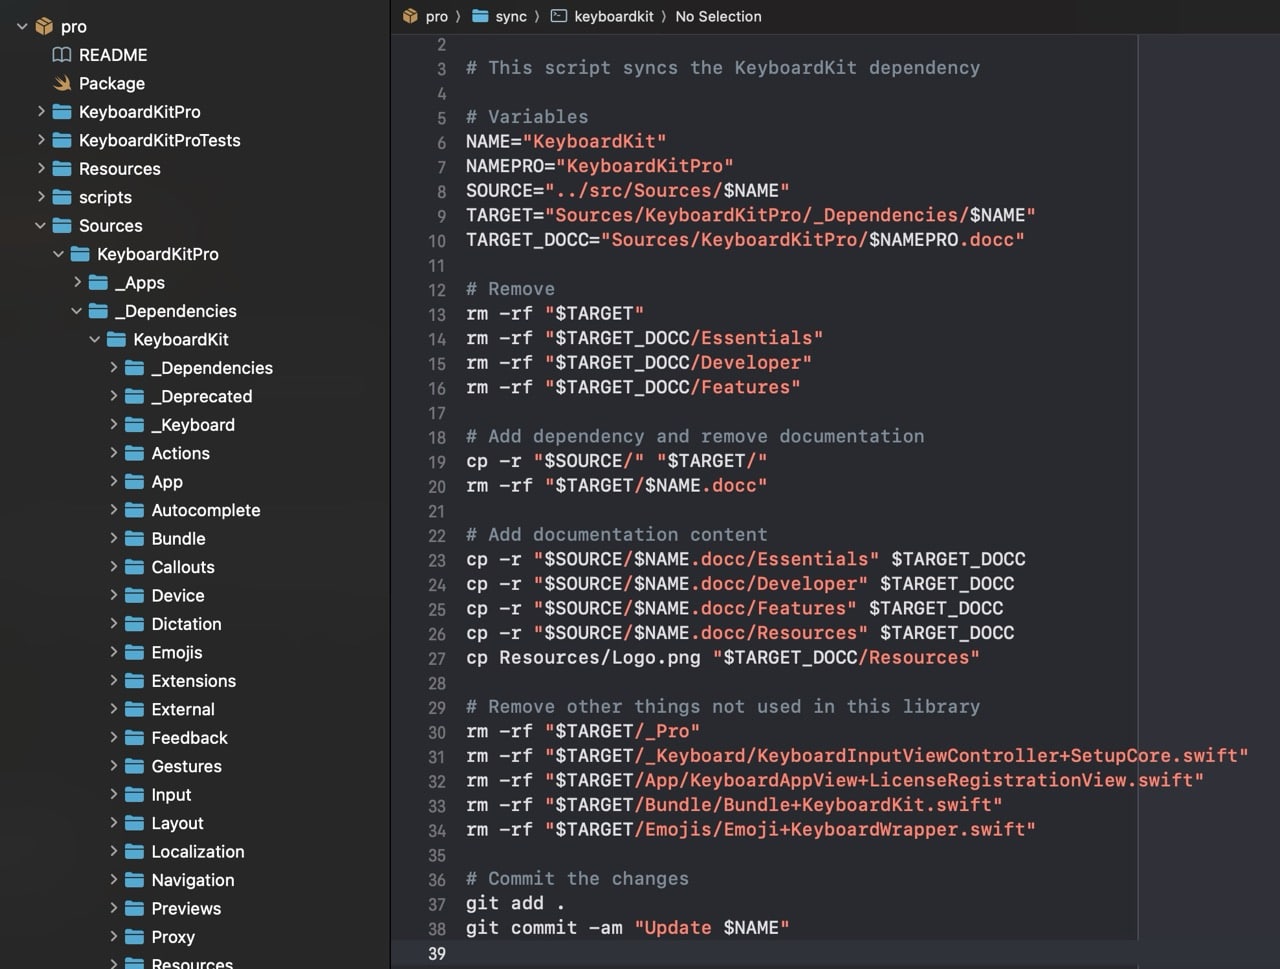 pro
README
Package
KeyboardKitPro
KeyboardKitProTests
Resources
scripts
Sources
KeyboardKitPro
_Apps
_Dependencies
KeyboardKit
_Dependencies
_Deprecated
_Keyboard
Actions
App
Autocomplete
Bundle
Callouts
Device
Dictation
Emojis
Extensions
External
Feedback
Gestures
Input
Layout
Localization
Navigation
Previews
Proxy
Resources
pro 〉 sync 〉 keyboardkit 〉 No Selection
2
3 # This script syncs the KeyboardKit dependency
4
5 # Variables
6 NAME="KeyboardKit"
7 NAMEPRO="KeyboardKitPro"
8 SOURCE="../src/Sources/$NAME"
9 TARGET="Sources/KeyboardKitPro/_Dependencies/$NAME"
10 TARGET_DOCC="Sources/KeyboardKitPro/$NAMEPRO.docc"
11
12 # Remove
13 rm -rf "$TARGET"
14 rm -rf "$TARGET_DOCC/Essentials"
15 rm -rf "$TARGET_DOCC/Developer"
16 rm -rf "$TARGET_DOCC/Features"
17
18 # Add dependency and remove documentation
19 cp -r "$SOURCE/" "$TARGET/"
20 rm -rf "$TARGET/$NAME.docc"
21
22 # Add documentation content
23 cp -r "$SOURCE/$NAME.docc/Essentials" $TARGET_DOCC
24 cp -r "$SOURCE/$NAME.docc/Developer" $TARGET_DOCC
25 cp -r "$SOURCE/$NAME.docc/Features" $TARGET_DOCC
26 cp -r "$SOURCE/$NAME.docc/Resources" $TARGET_DOCC
27 cp Resources/Logo.png "$TARGET_DOCC/Resources"
28
29 # Remove other things not used in this library
30 rm -rf "$TARGET/_Pro"
31 rm -rf "$TARGET/_Keyboard/KeyboardInputViewController+SetupCore.swift"
32 rm -rf "$TARGET/App/KeyboardAppView+LicenseRegistrationView.swift"
33 rm -rf "$TARGET/Bundle/Bundle+KeyboardKit.swift"
34 rm -rf "$TARGET/Emojis/Emoji+KeyboardWrapper.swift"
35
36 # Commit the changes
37 git add .
38 git commit -am "Update $NAME"
39